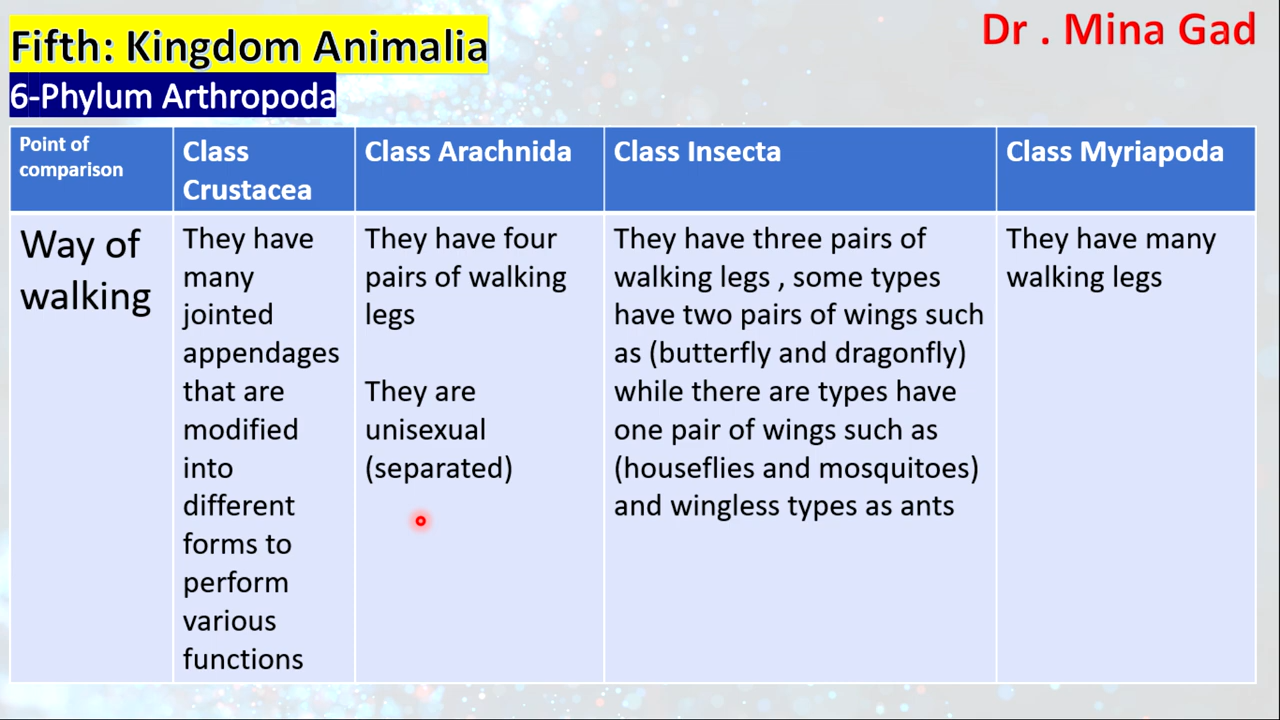 Fifth: Kingdom Animalia
Dr . Mina Gad
6-Phylum Arthropoda
Point of
comparison
Class
Crustacea
Class Arachnida
Class Insecta
Class Myriapoda
Way of
walking
They have
many
jointed
appendages
that are
modified
into
different
forms to
perform
various
functions
They have four
pairs of walking
legs
They are
unisexual
(separated)
They have three pairs of
walking legs , some types
have two pairs of wings such
as (butterfly and dragonfly)
while there are types have
one pair of wings such as
(houseflies and mosquitoes)
and wingless types as ants
They have many
walking legs